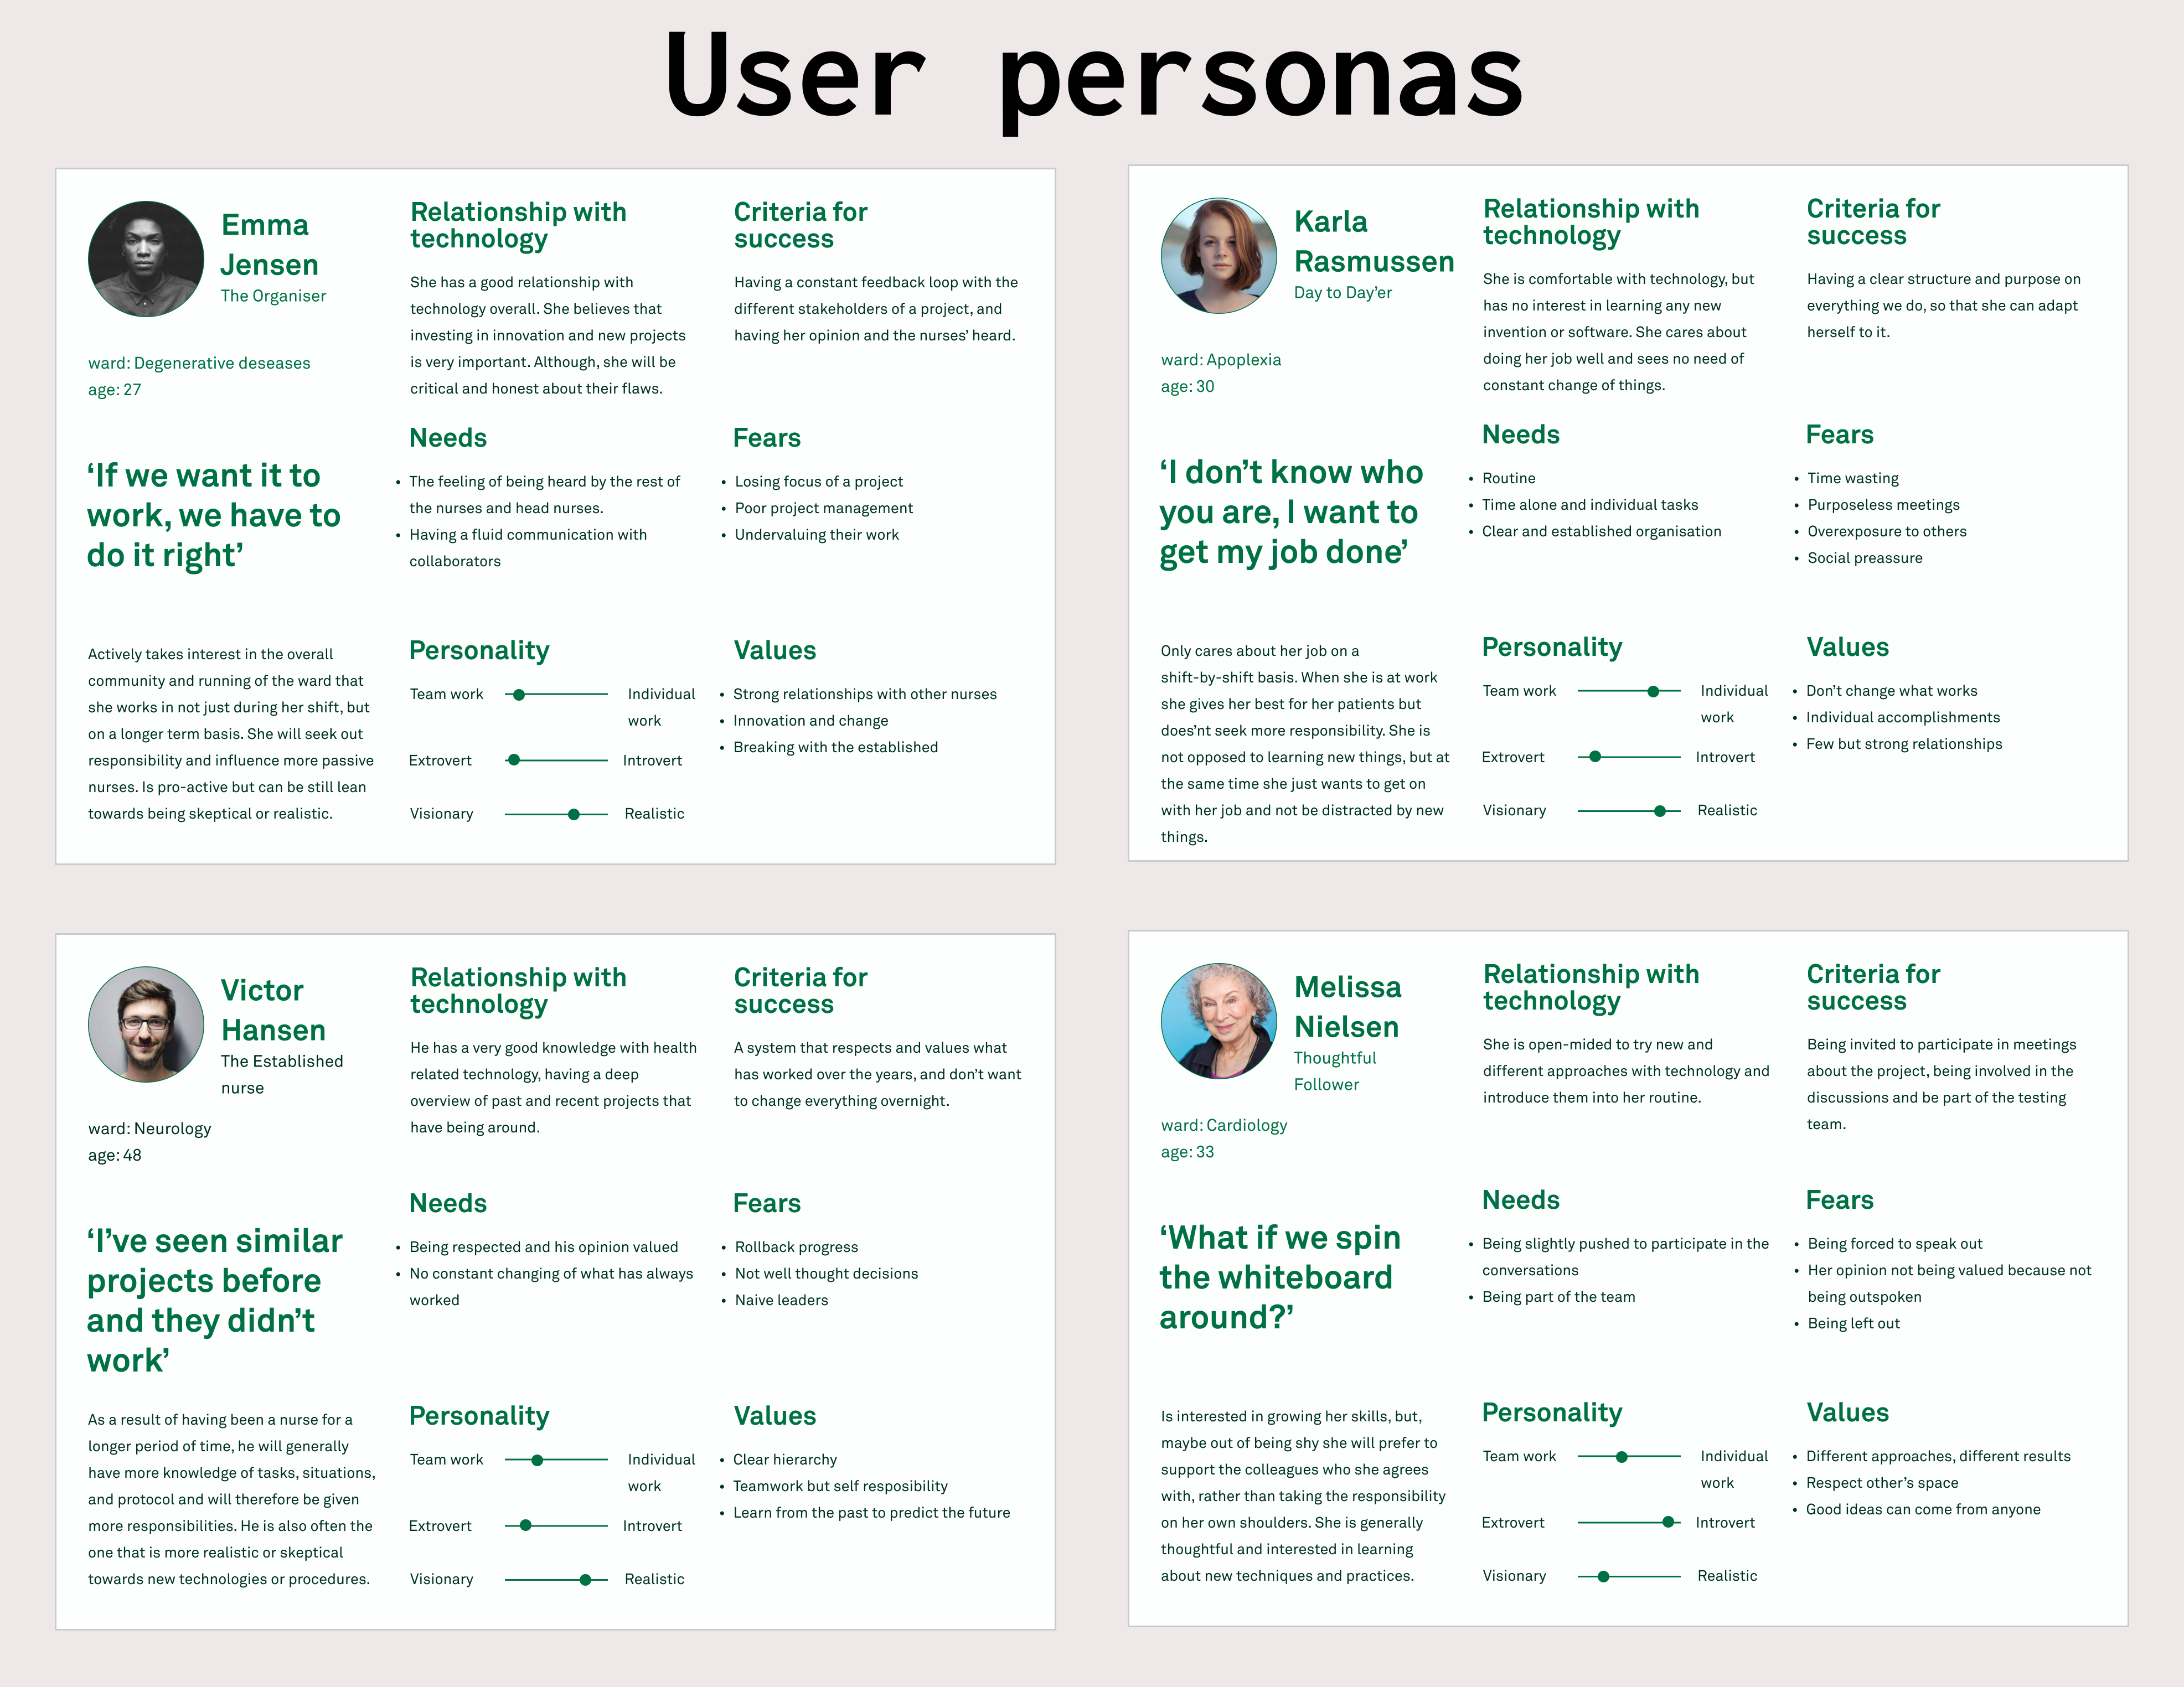 User personas
Emma
Jensen
The Organiser
ward: Degenerative deseases
age: 27
‘If we want it to
work, we have to
do it right’
Actively takes interest in the overall
community and running of the ward that
she works in not just during her shift, but
on a longer term basis. She will seek out
responsibility and influence more passive
nurses. Is pro-active but can be still lean
towards being skeptical or realistic.
Relationship with
technology
She has a good relationship with
technology overall. She believes that
investing in innovation and new projects
is very important. Although, she will be
critical and honest about their flaws.
Needs
• The feeling of being heard by the rest of
the nurses and head nurses.
• Having a fluid communication with
collaborators
Personality
Team work Individual
work
Extrovert Introvert
Visionary Realistic
Criteria for
success
Having a constant feedback loop with the
different stakeholders of a project, and
having her opinion and the nurses’ heard.
Fears
• Losing focus of a project
• Poor project management
• Undervaluing their work
Values
• Strong relationships with other nurses
• Innovation and change
• Breaking with the established
Karla
Rasmussen
Day to Day’er
ward: Apoplexia
age: 30
‘I don’t know who
you are, I want to
get my job done’
Only cares about her job on a
shift-by-shift basis. When she is at work
she gives her best for her patients but
does’nt seek more responsibility. She is
not opposed to learning new things, but at
the same time she just wants to get on
with her job and not be distracted by new
things.
Relationship with
technology
She is comfortable with technology, but
has no interest in learning any new
invention or software. She cares about
doing her job well and sees no need of
constant change of things.
Needs
• Routine
• Time alone and individual tasks
• Clear and established organisation
Personality
Team work Individual
work
Extrovert Introvert
Visionary Realistic
Criteria for
success
Having a clear structure and purpose on
everything we do, so that she can adapt
herself to it.
Fears
• Time wasting
• Purposeless meetings
• Overexposure to others
• Social preassure
Values
• Don’t change what works
• Individual accomplishments
• Few but strong relationships
Victor
Hansen
The Established
nurse
ward: Neurology
age: 48
‘I’ve seen similar
projects before
and they didn’t
work’
As a result of having been a nurse for a
longer period of time, he will generally
have more knowledge of tasks, situations,
and protocol and will therefore be given
more responsibilities. He is also often the
one that is more realistic or skeptical
towards new technologies or procedures.
Relationship with
technology
He has a very good knowledge with health
related technology, having a deep
overview of past and recent projects that
have being around.
Needs
• Being respected and his opinion valued
• No constant changing of what has always
worked
Personality
Team work Individual
work
Extrovert Introvert
Visionary Realistic
Criteria for
success
A system that respects and values what
has worked over the years, and don’t want
to change everything overnight.
Fears
• Rollback progress
• Not well thought decisions
• Naive leaders
Values
• Clear hierarchy
• Teamwork but self resposibility
• Learn from the past to predict the future
Melissa
Nielsen
Thoughtful
Follower
ward: Cardiology
age: 33
‘What if we spin
the whiteboard
around?’
Is interested in growing her skills, but,
maybe out of being shy she will prefer to
support the colleagues who she agrees
with, rather than taking the responsibility
on her own shoulders. She is generally
thoughtful and interested in learning
about new techniques and practices.
Relationship with
technology
She is open-mided to try new and
different approaches with technology and
introduce them into her routine.
Needs
• Being slightly pushed to participate in the
conversations
• Being part of the team
Personality
Team work Individual
work
Extrovert Introvert
Visionary Realistic
Criteria for
success
Being invited to participate in meetings
about the project, being involved in the
discussions and be part of the testing
team.
Fears
• Being forced to speak out
• Her opinion not being valued because not
being outspoken
• Being left out
Values
• Different approaches, different results
• Respect other’s space
• Good ideas can come from anyone